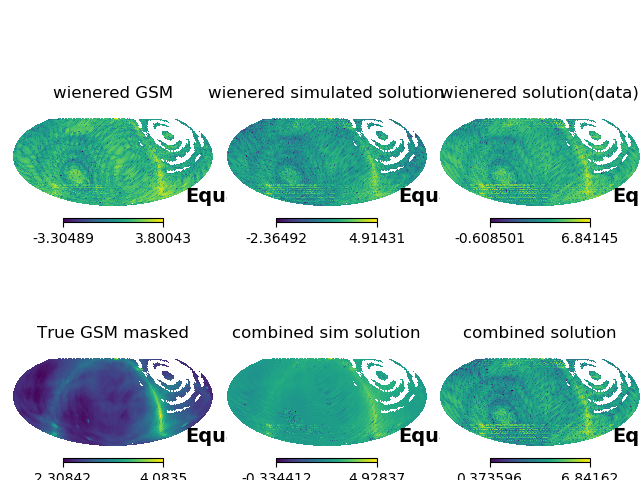 wienered GSM wienered simulated solution wienered solution(data)
Equ Equ Eq
-3.30489 3.80043 -2.36492 4.91431 -0.608501 6.84145
True GSM masked combined sim solution combined solution
Equ Equ Eq
2.30842 4.0835 -0.334412 4.92837 0.373596 6.84162